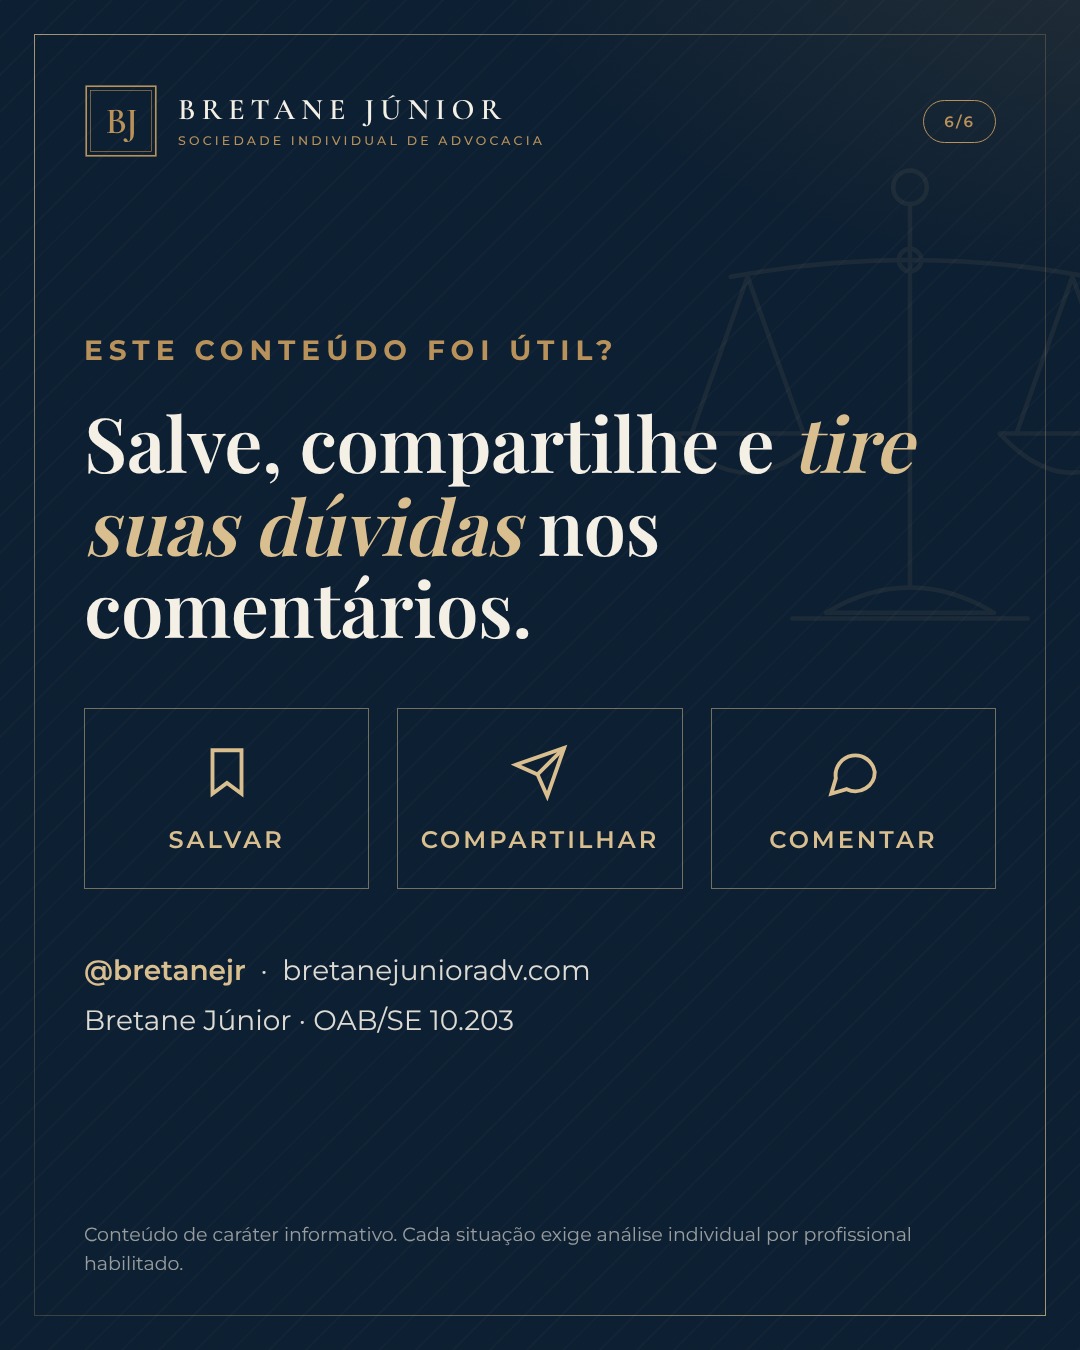 BJ
BRETANE JÚNIOR
SOCIEDADE INDIVIDUAL DE ADVOCACIA
6/6
ESTE CONTEÚDO FOI ÚTIL?
Salve, compartilhe e tire
suas dúvidas nos
comentários.
SALVAR
COMPARTILHAR
COMENTAR
@bretanejr · bretanejunioradv.com
Bretane Júnior · OAB/SE 10.203
Conteúdo de caráter informativo. Cada situação exige análise individual por profissional
habilitado.